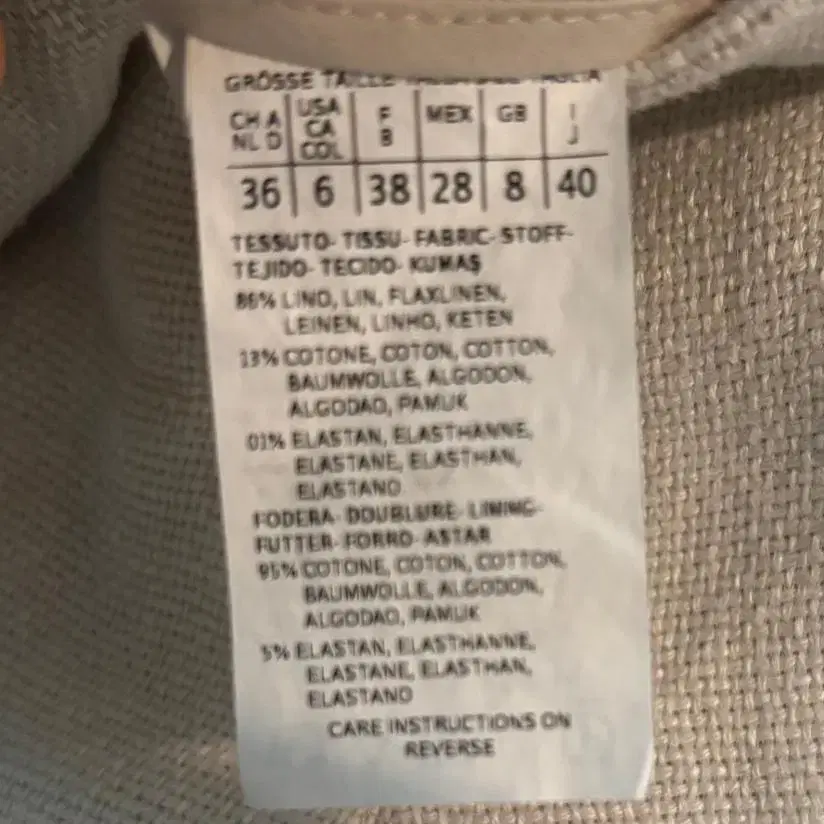 GRÖSSE TAILLE
CH A NL D USA CA COL F B MEX GB I J
36 6 38 28 8 40
TESSUTO- TISSU- FABRIC- STOFF-
TEJIDO- TECIDO- KUMAŞ
86% LINO, LIN, FLAXLINEN,
LEINEN, LINHO, KETEN
13% COTONE, COTON, COTTON,
BAUMWOLLE, ALGODON,
ALGODAO, PAMUK
01% ELASTAN, ELASTHANNE,
ELASTANE, ELASTHAN,
ELASTANO
FODERA- DOUBLURE- LINING-
FUTTER- FORRO- ASTAR
95% COTONE, COTON, COTTON,
BAUMWOLLE, ALGODON,
ALGODAO, PAMUK
5% ELASTAN, ELASTHANNE,
ELASTANE, ELASTHAN,
ELASTANO
CARE INSTRUCTIONS ON
REVERSE